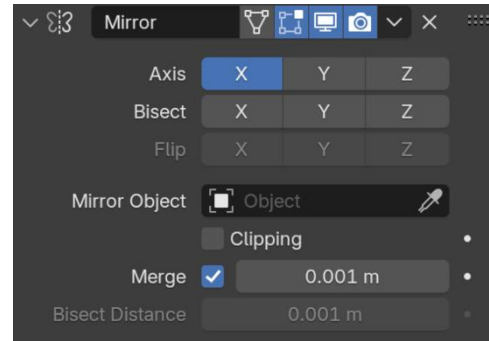 Mirror
Axis X Y Z
Bisect X Y Z
Flip X Y Z
Mirror Object Object
Clipping
Merge 0.001 m
Bisect Distance 0.001 m